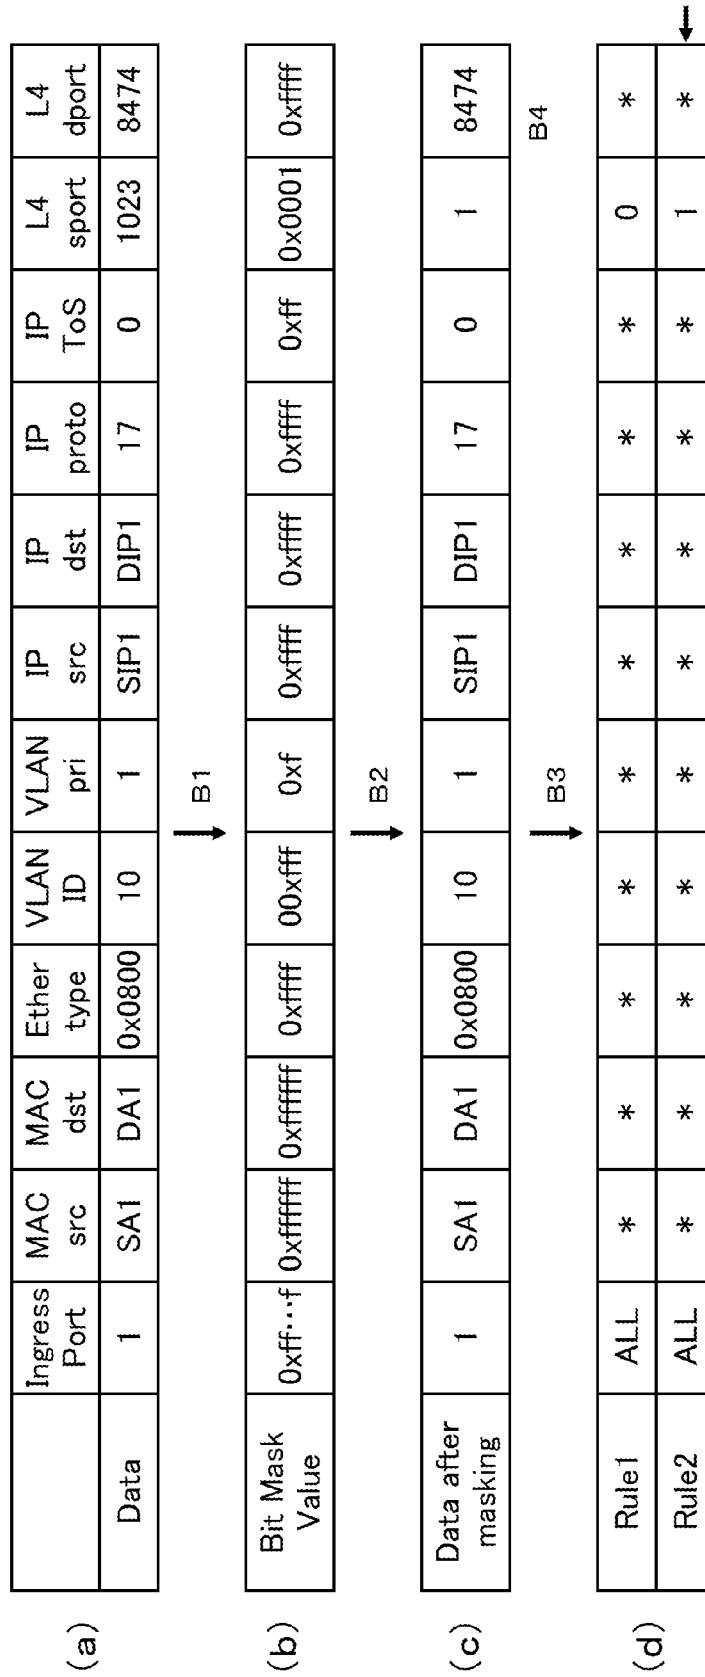 (a)
Ingress Port | MAC src | MAC dst | Ether type | VLAN ID | VLAN pri | IP src | IP dst | IP proto | IP ToS | L4 sport | L4 dport
Data | 1 | SA1 | DA1 | 0x0800 | 10 | 1 | SIP1 | DIP1 | 17 | 0 | 1023 | 8474
B1
(b)
Bit Mask Value | 0xff···f | 0xffffff | 0xffffff | 0xffff | 00xfff | 0xf | 0xffff | 0xffff | 0xffff | 0xff | 0x0001 | 0xffff
B2
(c)
Data after masking | 1 | SA1 | DA1 | 0x0800 | 10 | 1 | SIP1 | DIP1 | 17 | 0 | 1 | 8474
B3
B4
(d)
Rule1 | ALL | * | * | * | * | * | * | * | * | * | 0 | *
Rule2 | ALL | * | * | * | * | * | * | * | * | * | 1 | *